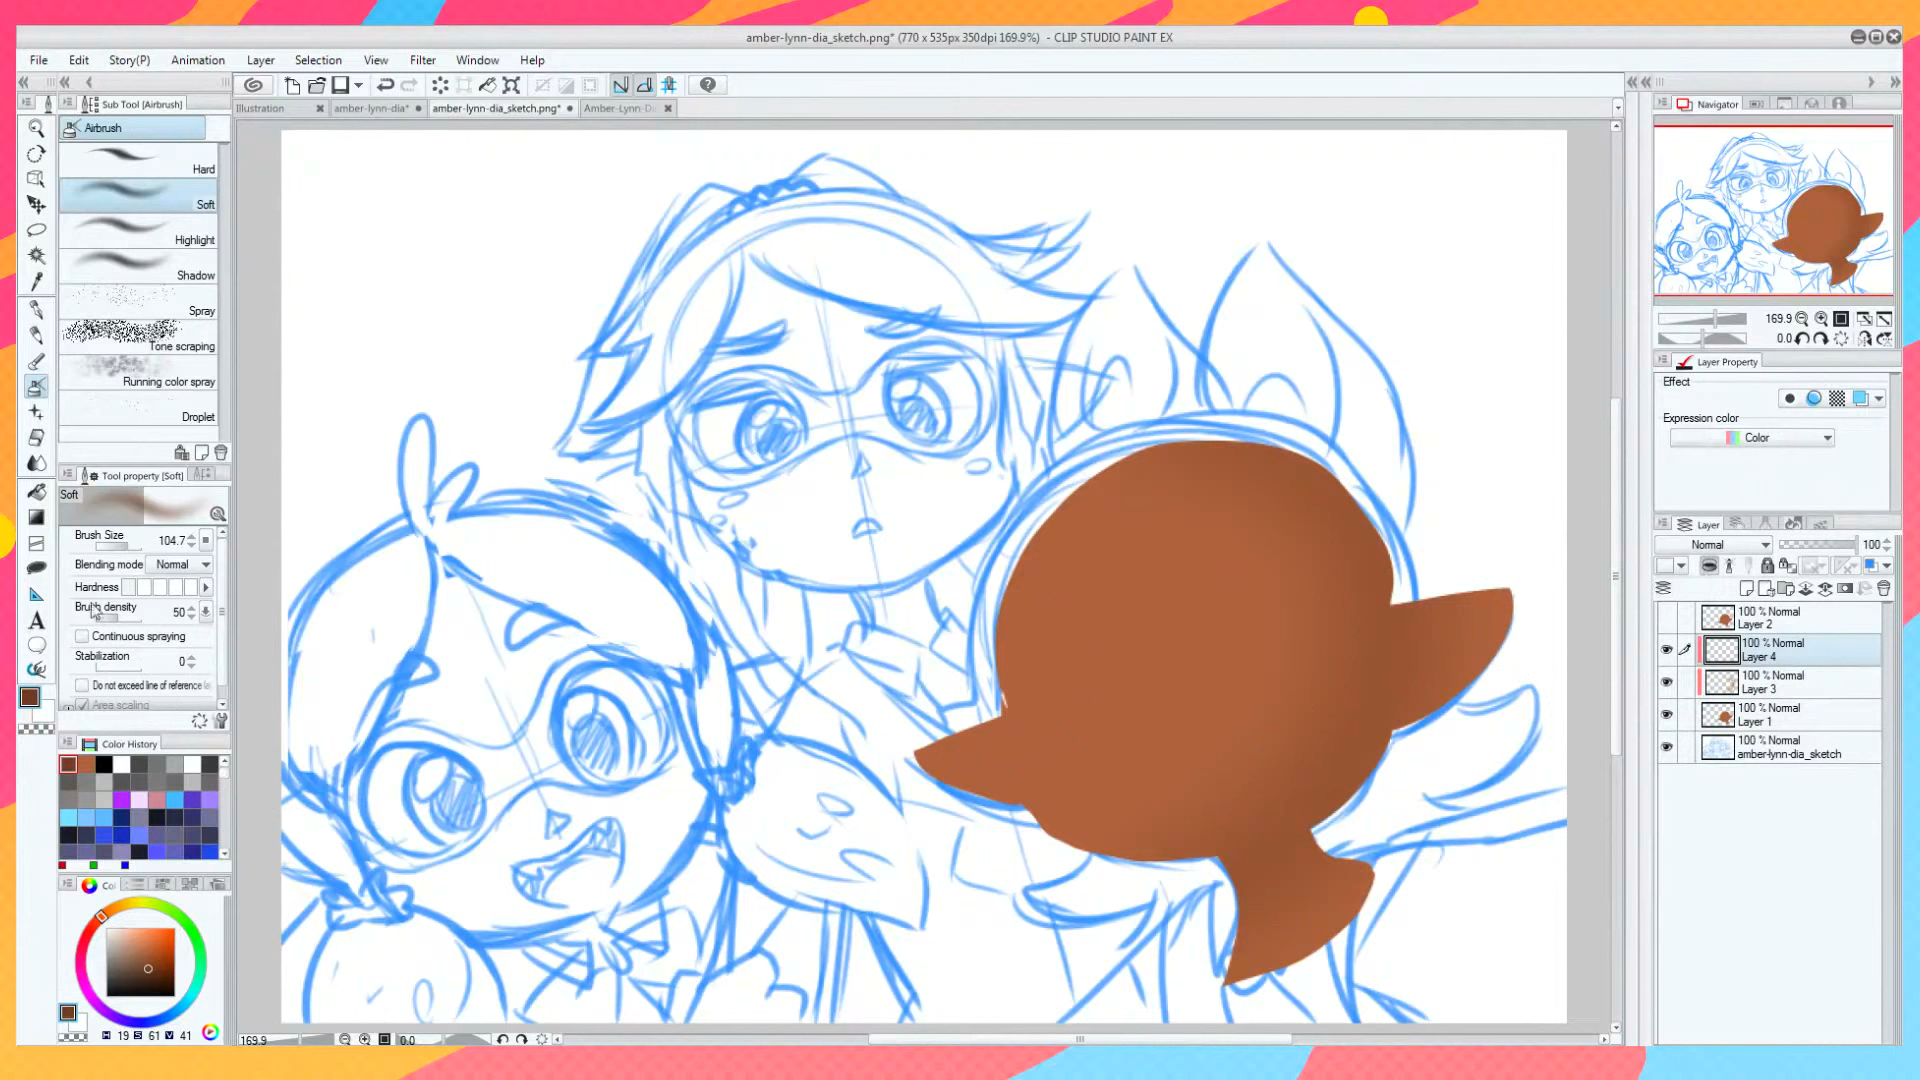 amber-lynn-dia_sketch.png* (770 x 535px 350dpi 169.9%) - CLIP STUDIO PAINT EX
File Edit Story(P) Animation Layer Selection View Filter Window Help
Sub Tool [Airbrush]
Illustration amber-lynn-dia* amber-lynn-dia_sketch.png* Amber-Lynn Di
Navigator
Airbrush
Hard
Soft
Highlight
Shadow
Spray
Tone scraping
Running color spray
Droplet
169.9
0.0
Layer Property
Effect
Expression color
Color
Tool property [Soft]
Soft
Brush Size 104.7
Blending mode Normal
Hardness
Brush density 50
Continuous spraying
Stabilization 0
Do not exceed line of reference la
Area scaling
Layer
Normal 100
100 % Normal
Layer 2
100 % Normal
Layer 4
100 % Normal
Layer 3
100 % Normal
Layer 1
100 % Normal
amber-lynn-dia_sketch
Color History
Col
H 19 S 61 V 41
169.9 0.0